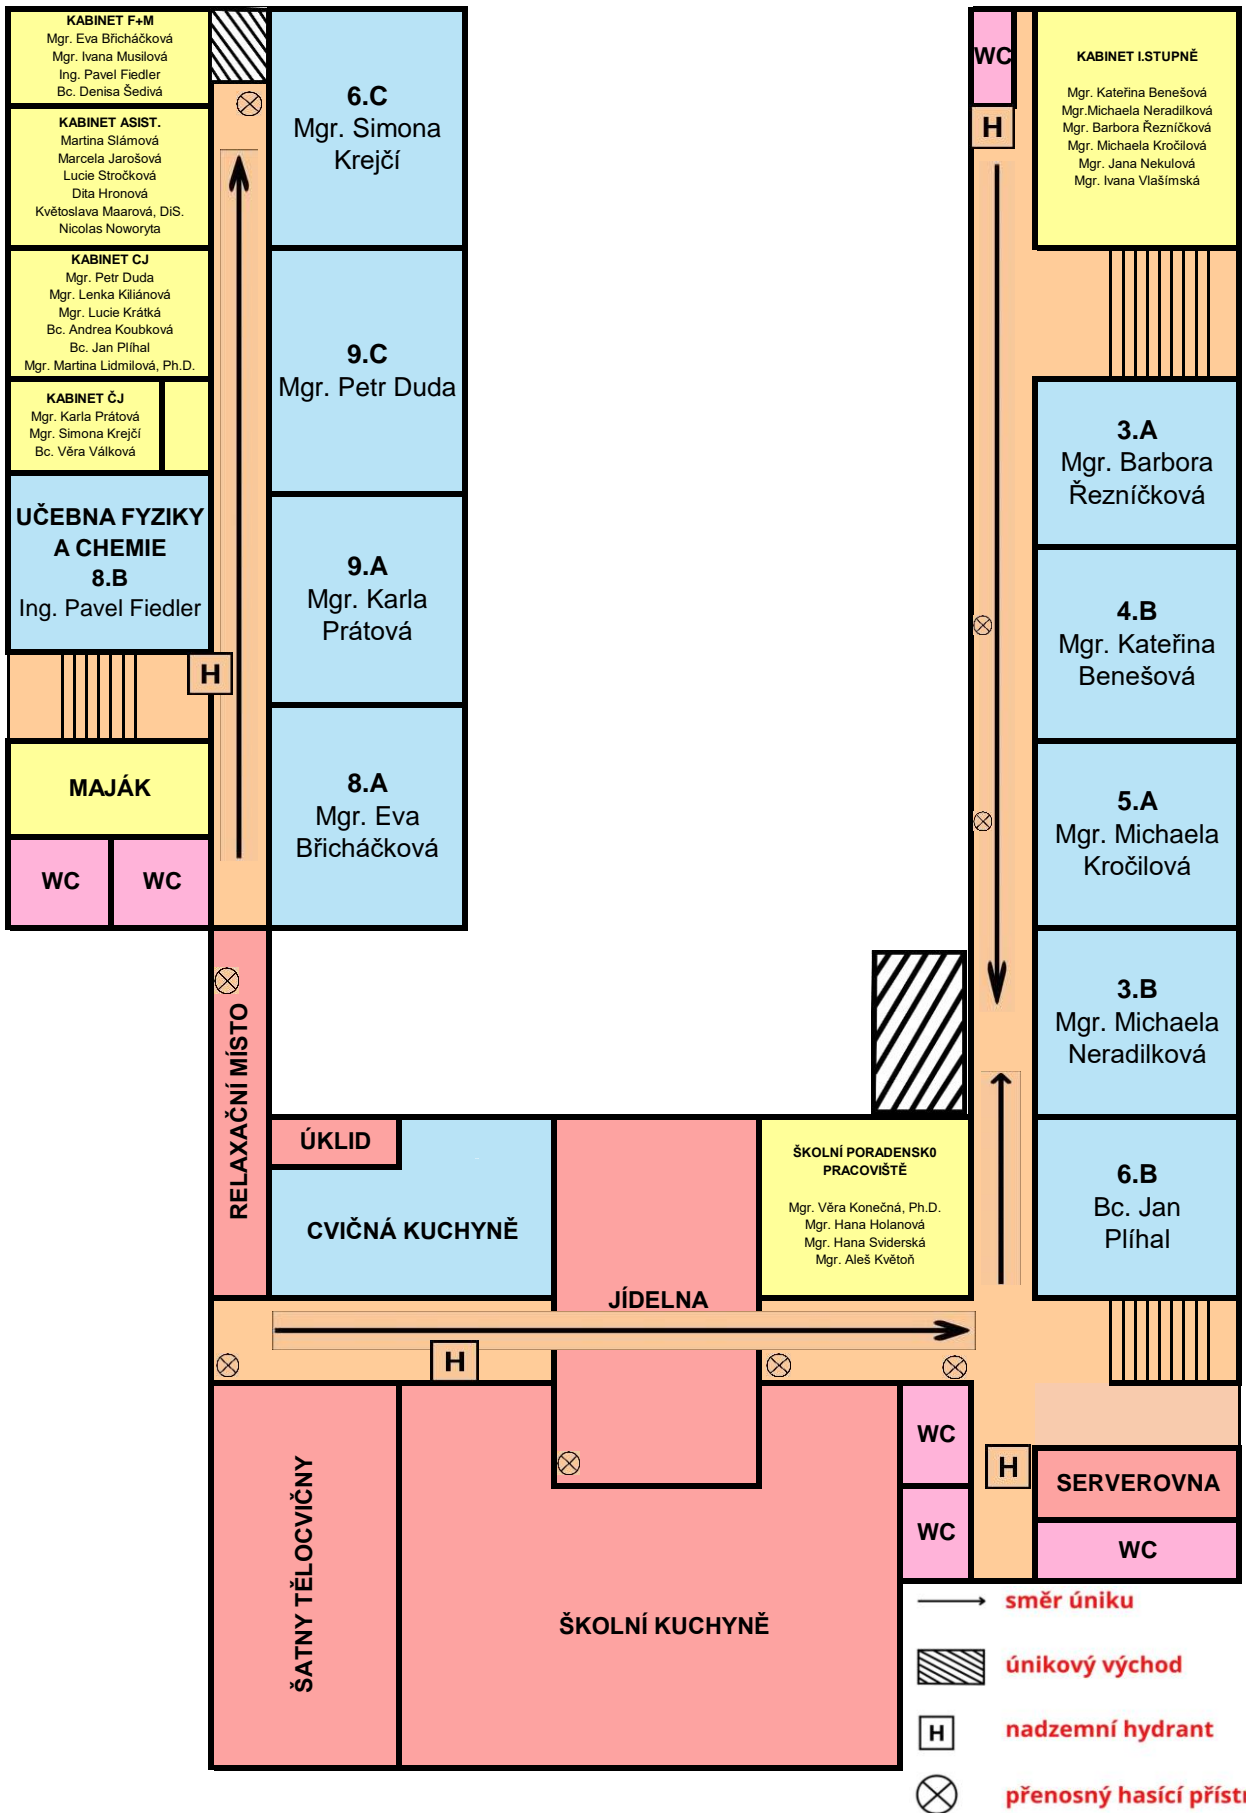 KABINET F+M
Mgr. Eva Břicháčková
Mgr. Ivana Musilová
Ing. Pavel Fiedler
Bc. Denisa Šedivá
KABINET ASIST.
Martina Slámová
Marcela Jarošová
Lucie Stročková
Dita Hronová
Květoslava Maarová, DiS.
Nicolas Noworyta
KABINET CJ
Mgr. Petr Duda
Mgr. Lenka Kiliánová
Mgr. Lucie Krátká
Bc. Andrea Koubková
Bc. Jan Plíhal
Mgr. Martina Lidmilová, Ph.D.
KABINET ČJ
Mgr. Karla Prátová
Mgr. Simona Krejčí
Bc. Věra Válková
UČEBNA FYZIKY
A CHEMIE
8.B
Ing. Pavel Fiedler
H
MAJÁK
WC
WC
6.C
Mgr. Simona
Krejčí
9.C
Mgr. Petr Duda
9.A
Mgr. Karla
Prátová
8.A
Mgr. Eva
Břicháčková
WC
H
KABINET I.STUPNĚ
Mgr. Kateřina Benešová
Mgr.Michaela Neradilková
Mgr. Barbora Řezníčková
Mgr. Michaela Kročilová
Mgr. Jana Nekulová
Mgr. Ivana Vlašímská
3.A
Mgr. Barbora
Řezníčková
4.B
Mgr. Kateřina
Benešová
5.A
Mgr. Michaela
Kročilová
3.B
Mgr. Michaela
Neradilková
6.B
Bc. Jan
Plíhal
RELAXAČNÍ MÍSTO
ÚKLID
CVIČNÁ KUCHYNĚ
JÍDELNA
ŠKOLNÍ PORADENSK0
PRACOVIŠTĚ
Mgr. Věra Konečná, Ph.D.
Mgr. Hana Holanová
Mgr. Hana Sviderská
Mgr. Aleš Květoň
H
ŠATNY TĚLOCVIČNY
ŠKOLNÍ KUCHYNĚ
WC
WC
H
SERVEROVNA
WC
směr úniku
únikový východ
H
nadzemní hydrant
přenosný hasící přístr